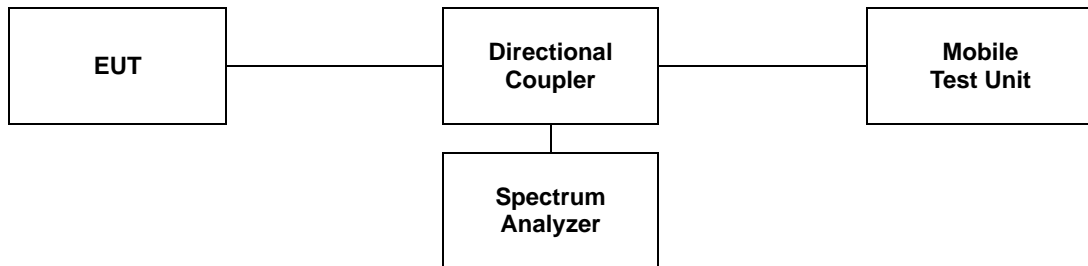 EUT
Directional
Coupler
Mobile
Test Unit
Spectrum
Analyzer